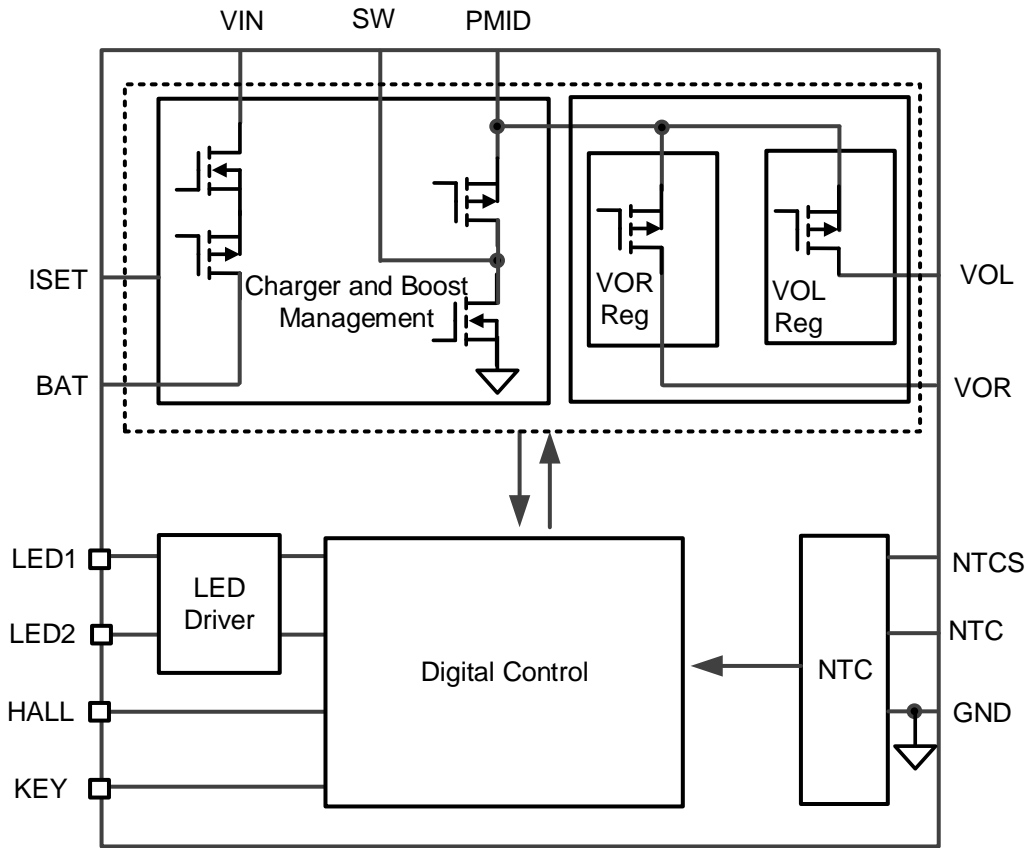 VIN
SW
PMID
ISET
BAT
Charger and Boost
Management
VOR
Reg
VOL
Reg
VOL
VOR
LED1
LED2
HALL
KEY
LED
Driver
Digital Control
NTC
NTCS
NTC
GND